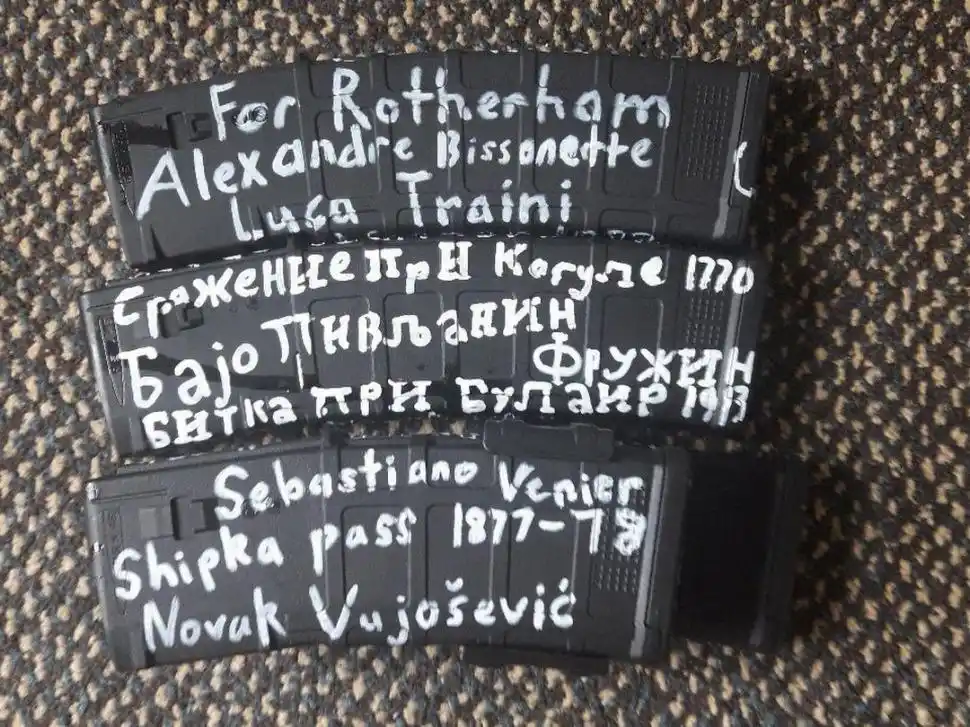 For Rotherham
Alexandre Bissonette
Luca Traini
Сражение при Кагуле 1770
Бајо Пивљанин
Фружин
Битка при Булаир 1913
Sebastiano Venier
Shipka pass 1877-78
Novak Vujošević